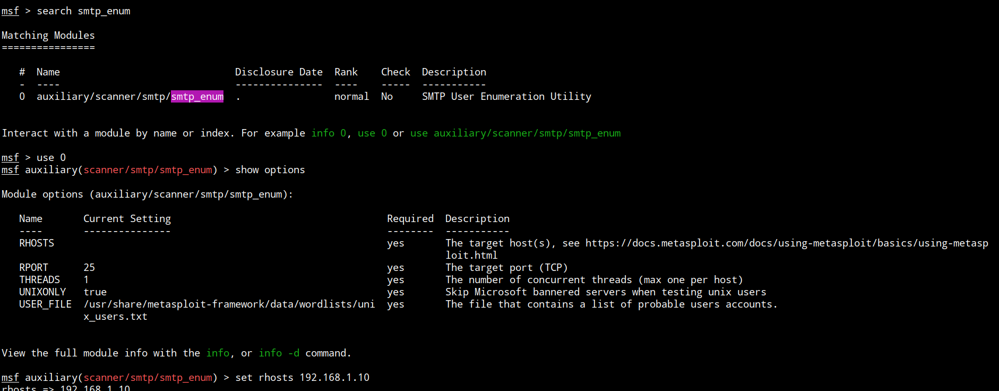 msf > search smtp_enum
Matching Modules
================
#  Name                                  Disclosure Date  Rank    Check  Description
-  ----                                  ---------------  ----    -----  -----------
0  auxiliary/scanner/smtp/smtp_enum  .                normal  No     SMTP User Enumeration Utility
Interact with a module by name or index. For example info 0, use 0 or use auxiliary/scanner/smtp/smtp_enum
msf > use 0
msf auxiliary(scanner/smtp/smtp_enum) > show options
Module options (auxiliary/scanner/smtp/smtp_enum):
Name       Current Setting                                     Required  Description
----       ---------------                                     --------  -----------
RHOSTS                                                         yes       The target host(s), see https://docs.metasploit.com/docs/using-metasploit/basics/using-metasp
loit.html
RPORT      25                                                  yes       The target port (TCP)
THREADS    1                                                   yes       The number of concurrent threads (max one per host)
UNIXONLY   true                                                yes       Skip Microsoft bannered servers when testing unix users
USER_FILE  /usr/share/metasploit-framework/data/wordlists/uni  yes       The file that contains a list of probable users accounts.
x_users.txt
View the full module info with the info, or info -d command.
msf auxiliary(scanner/smtp/smtp_enum) > set rhosts 192.168.1.10
rhosts => 192.168.1.10